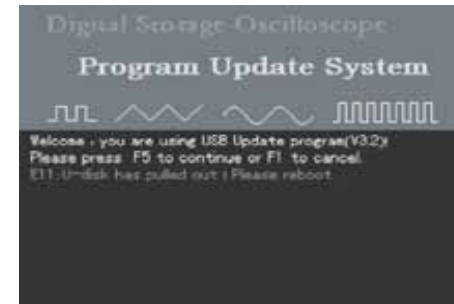 Digital Storage Oscilloscope
Program Update System
Welcome , you are using USB Update program(V3.2)!
Please press F5 to continue or F1 to cancel.
E11:U-disk has pulled out ! Please reboot